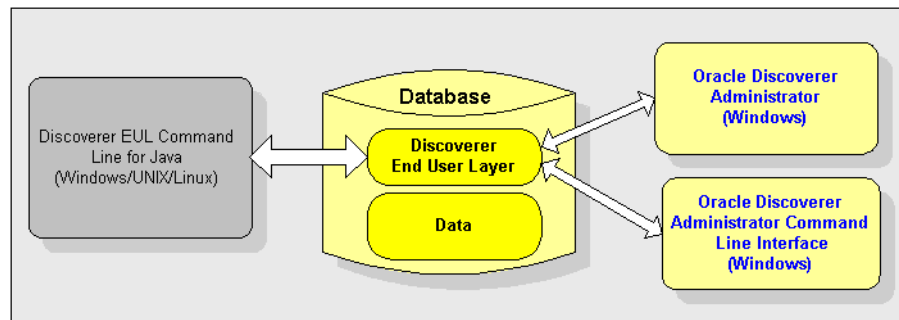 Discoverer EUL Command
Line for Java
(Windows/UNIX/Linux)
Database
Discoverer
End User Layer
Data
Oracle Discoverer
Administrator
(Windows)
Oracle Discoverer
Administrator Command
Line Interface
(Windows)